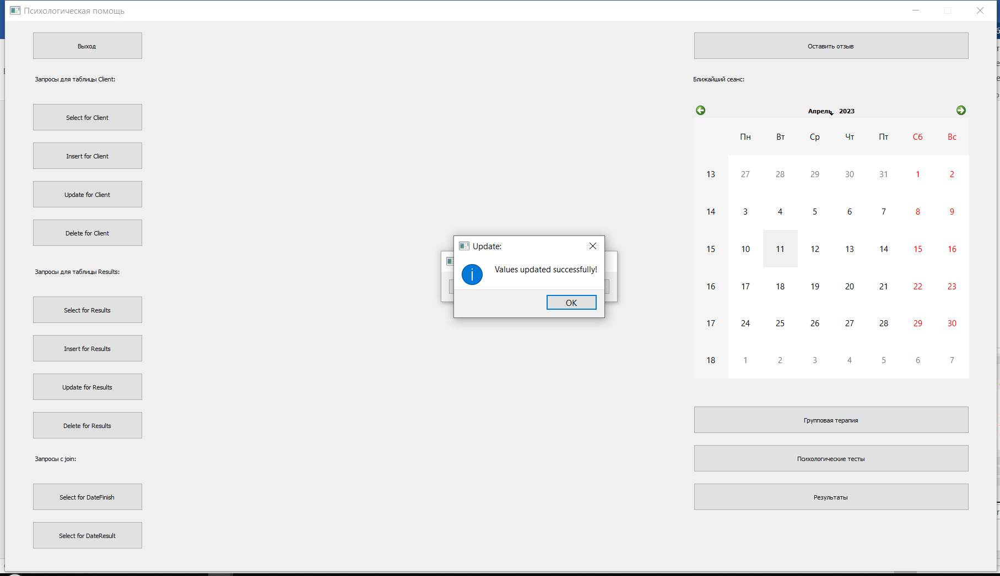 Психологическая помощь
Выход
Запросы для таблицы Client:
Select for Client
Insert for Client
Update for Client
Delete for Client
Запросы для таблицы Results:
Select for Results
Insert for Results
Update for Results
Delete for Results
Запросы с join:
Select for DateFinish
Select for DateResult
Update:
Values updated successfully!
OK
Оставить отзыв
Ближайший сеанс:
Апрель 2023
Пн Вт Ср Чт Пт Сб Вс
13 27 28 29 30 31 1 2
14 3 4 5 6 7 8 9
15 10 11 12 13 14 15 16
16 17 18 19 20 21 22 23
17 24 25 26 27 28 29 30
18 1 2 3 4 5 6 7
Групповая терапия
Психологические тесты
Результаты